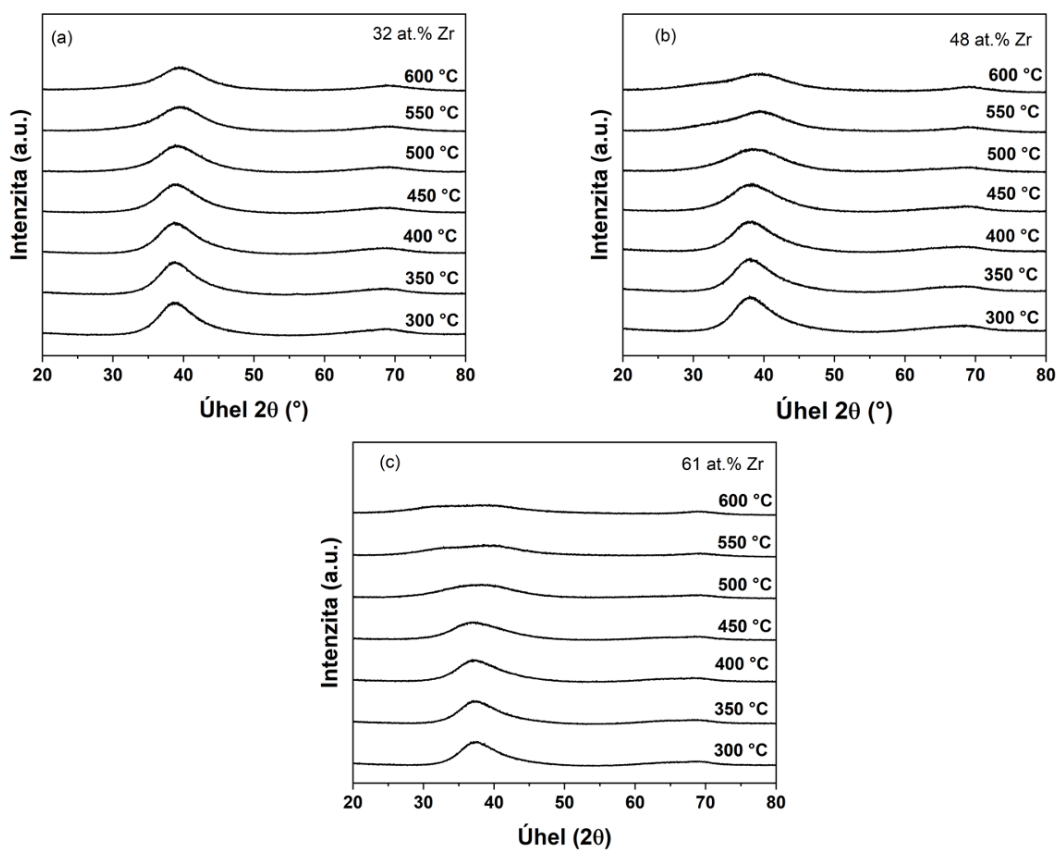 (a)
32 at.% Zr
600 °C
550 °C
500 °C
450 °C
400 °C
350 °C
300 °C
Intenzita (a.u.)
20 30 40 50 60 70 80
Úhel 2θ (°)
(b)
48 at.% Zr
600 °C
550 °C
500 °C
450 °C
400 °C
350 °C
300 °C
Intenzita (a.u.)
20 30 40 50 60 70 80
Úhel 2θ (°)
(c)
61 at.% Zr
600 °C
550 °C
500 °C
450 °C
400 °C
350 °C
300 °C
Intenzita (a.u.)
20 30 40 50 60 70 80
Úhel (2θ)